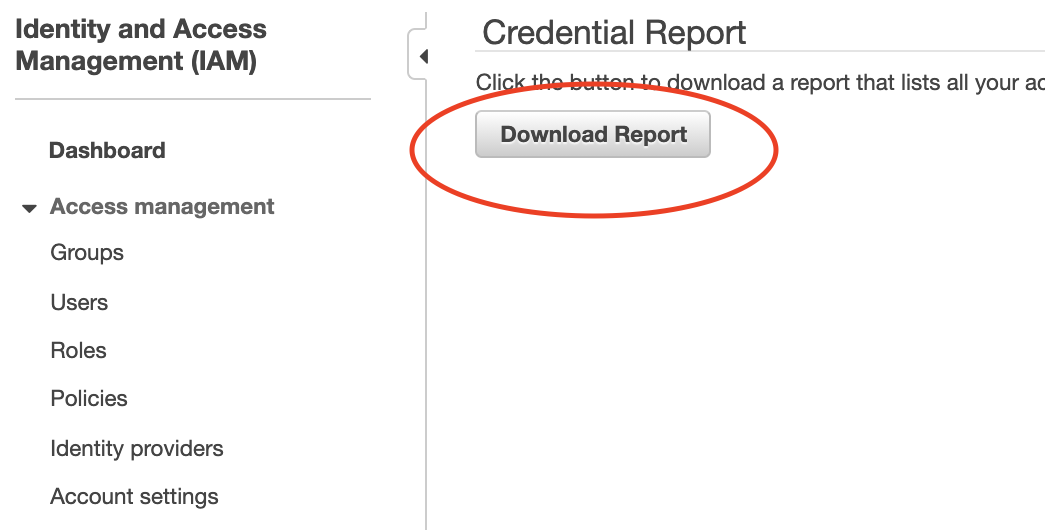 Identity and Access
Management (IAM)
Dashboard
Access management
Groups
Users
Roles
Policies
Identity providers
Account settings
Credential Report
Click the button to download a report that lists all your ac
Download Report